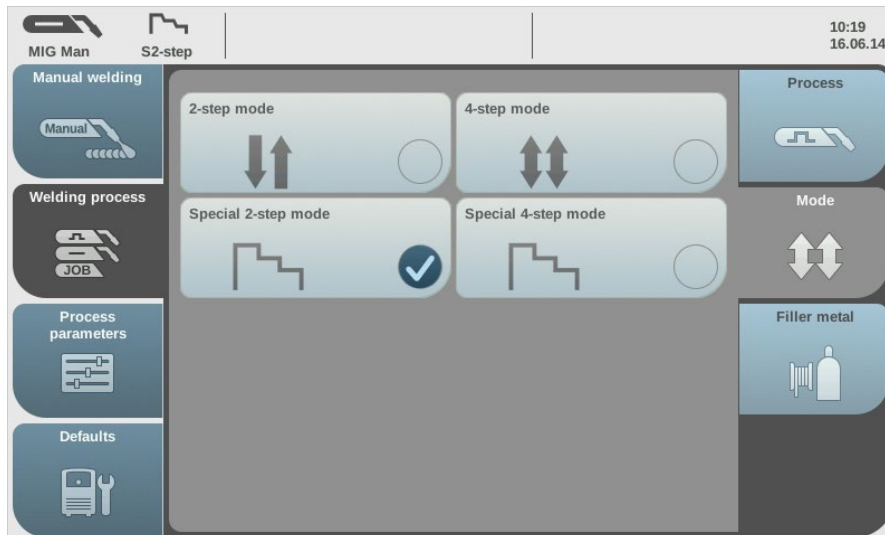 MIG Man
S2-step
10:19
16.06.14
Manual welding
Manual
Welding process
JOB
Process
parameters
Defaults
2-step mode
4-step mode
Special 2-step mode
Special 4-step mode
Process
Mode
Filler metal